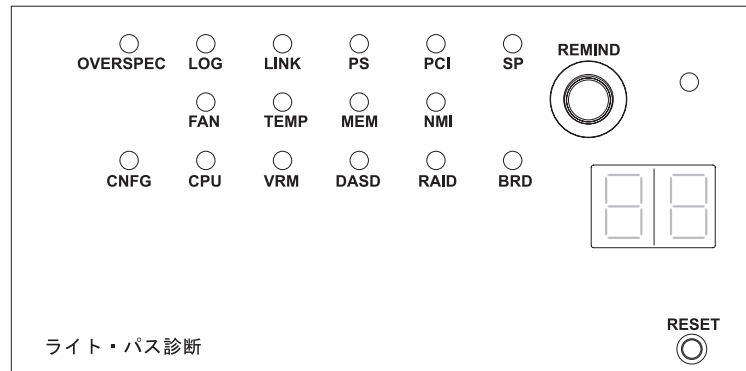 OVERSPEC LOG LINK PS PCI SP REMIND
FAN TEMP MEM NMI
CNFG CPU VRM DASD RAID BRD
88
RESET
ライト・パス診断